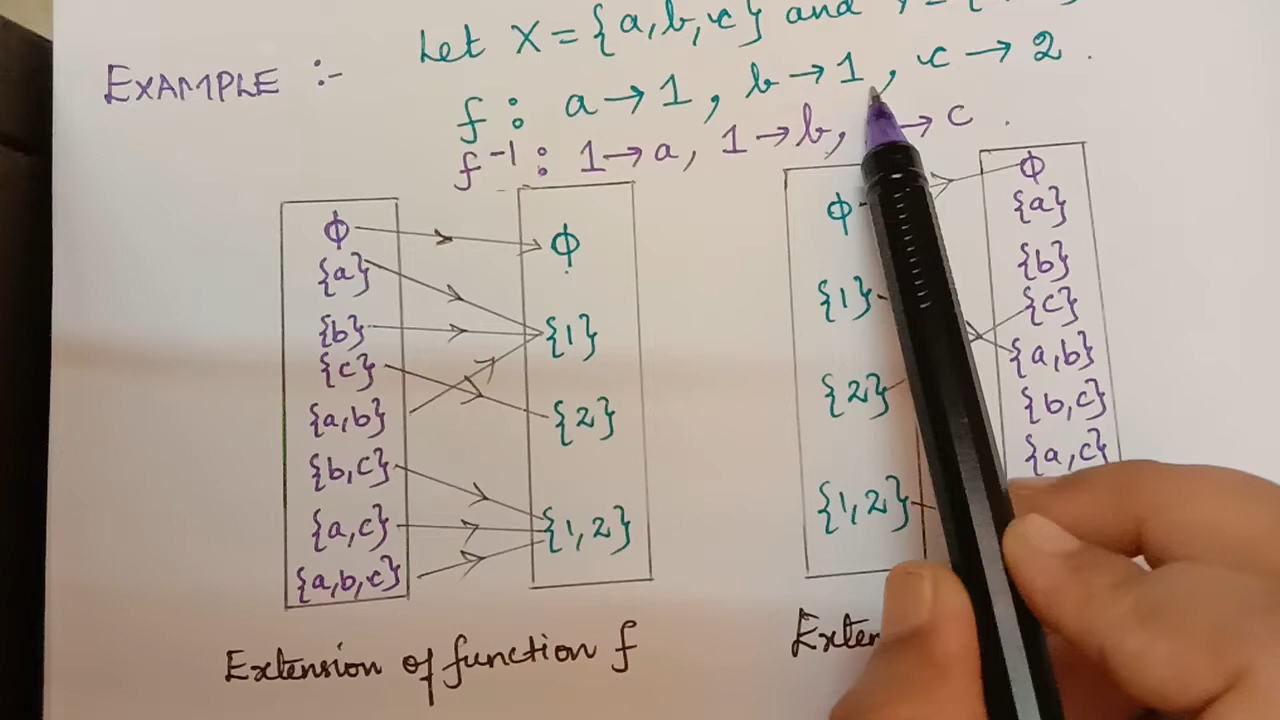 Let X = {a,b,c} and
EXAMPLE :-
f : a → 1, b → 1, c → 2 .
f⁻¹ : 1 → a, 1 → b, → c .
ϕ
{a}
{b}
{c}
{a,b}
{b,c}
{a,c}
{a,b,c}
ϕ
{1}
{2}
{1,2}
Extension of function f
ϕ
{1}
{2}
{1,2}
ϕ
{a}
{b}
{c}
{a,b}
{b,c}
{a,c}